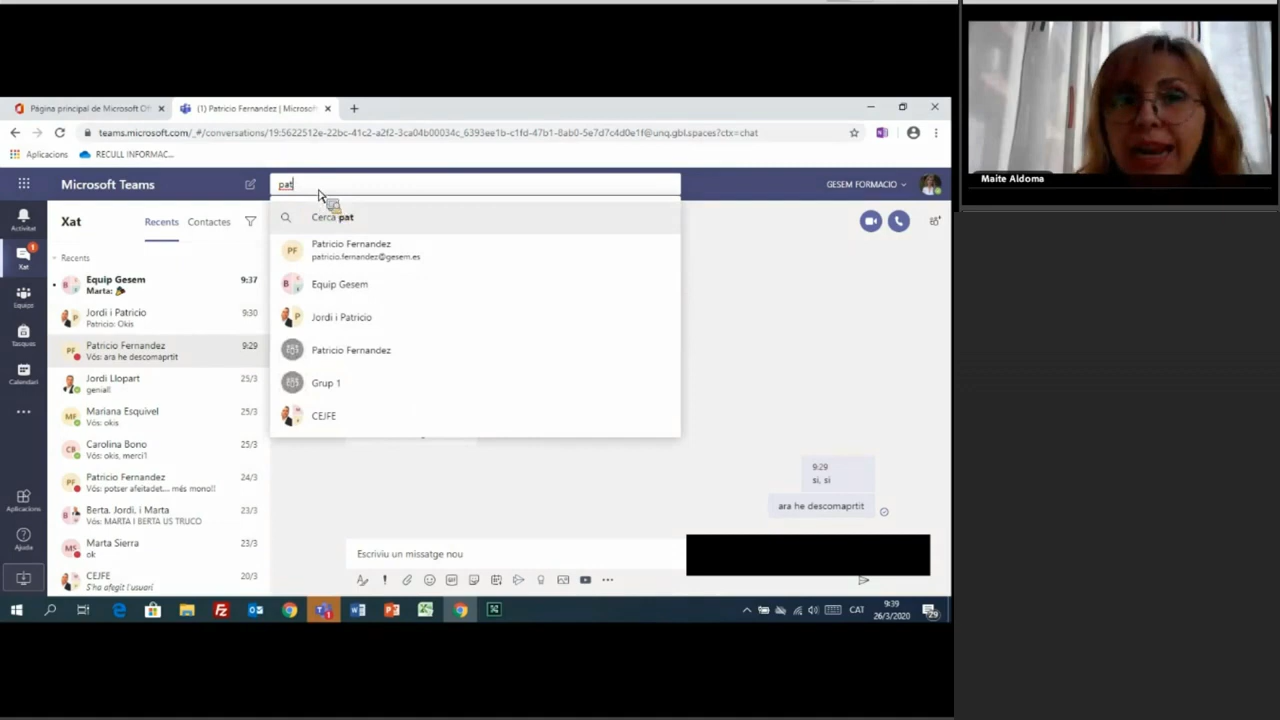 Página principal de Microsoft Of
(1) Patricio Fernandez | Microsoft
teams.microsoft.com/_#/conversations/19:5622512e-22bc-41c2-a2f2-3ca04b00034c_6393ee1b-c1fd-47b1-8ab0-5e7d7c4d0e1f@unq.gbl.spaces?ctx=chat
Aplicacions
RECULL INFORMAC...
Microsoft Teams
pat
GESEM FORMACIO
Maite Aldoma
Activitat
Xat
1
Equips
Tasques
Calendari
Aplicacions
Ajuda
Xat
Recents
Contactes
Recents
Equip Gesem 9:37
Marta:
Jordi i Patricio 9:30
Patricio: Okis
Patricio Fernandez 9:29
Vós: ara he descomaprtit
Jordi Llopart 25/3
genial!
Mariana Esquivel 25/3
Vós: okis
Carolina Bono 25/3
Vós: okis, merci1
Patricio Fernandez 24/3
Vós: potser afeitadet... més mono!!
Berta, Jordi, i Marta 23/3
Vós: MARTA I BERTA US TRUCO
Marta Sierra 23/3
ok
CEJFE 20/3
S'ha afegit l'usuari
Cerca pat
PF
Patricio Fernandez
patricio.fernandez@gesem.es
Equip Gesem
Jordi i Patricio
Patricio Fernandez
Grup 1
CEJFE
9:29
si, si
ara he descomaprtit
Escriviu un missatge nou
CAT
9:39
26/3/2020
29